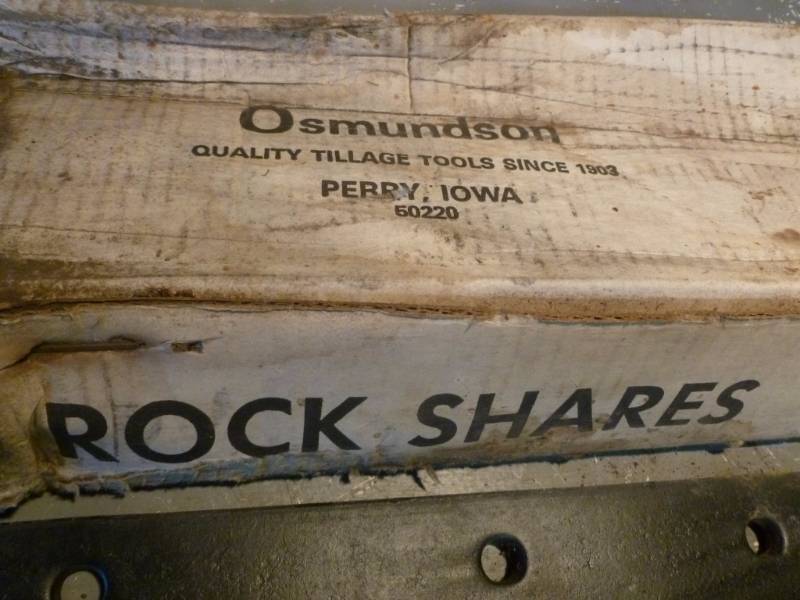 Osmundson
QUALITY TILLAGE TOOLS SINCE 1903
PERRY, IOWA
50220
ROCK SHARES